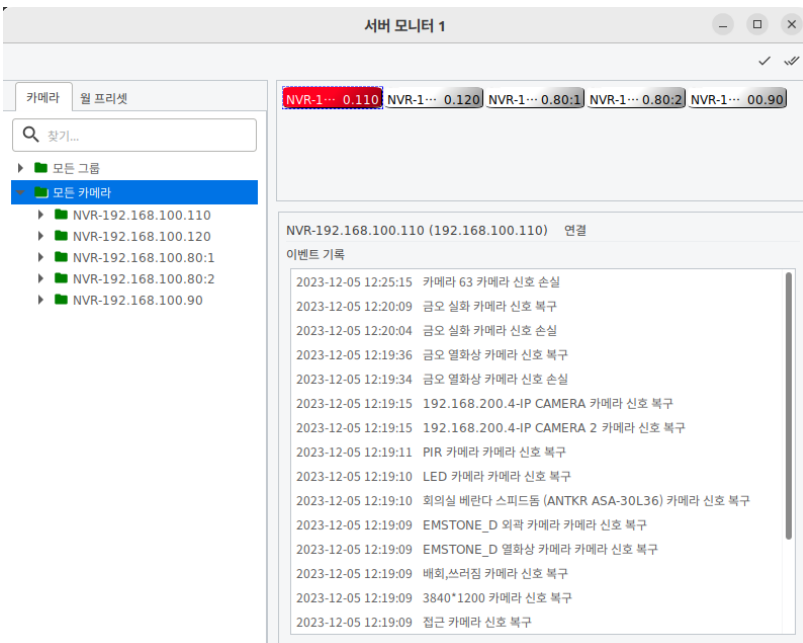 서버 모니터 1
카메라
월 프리셋
찾기...
모든 그룹
모든 카메라
NVR-192.168.100.110
NVR-192.168.100.120
NVR-192.168.100.80:1
NVR-192.168.100.80:2
NVR-192.168.100.90
NVR-1··· 0.110 NVR-1··· 0.120 NVR-1··· 0.80:1 NVR-1··· 0.80:2 NVR-1··· 00.90
NVR-192.168.100.110 (192.168.100.110) 연결
이벤트 기록
2023-12-05 12:25:15 카메라 63 카메라 신호 손실
2023-12-05 12:20:09 금오 실화 카메라 신호 복구
2023-12-05 12:20:04 금오 실화 카메라 신호 손실
2023-12-05 12:19:36 금오 열화상 카메라 신호 복구
2023-12-05 12:19:34 금오 열화상 카메라 신호 손실
2023-12-05 12:19:15 192.168.200.4-IP CAMERA 카메라 신호 복구
2023-12-05 12:19:15 192.168.200.4-IP CAMERA 2 카메라 신호 복구
2023-12-05 12:19:11 PIR 카메라 카메라 신호 복구
2023-12-05 12:19:10 LED 카메라 카메라 신호 복구
2023-12-05 12:19:10 회의실 베란다 스피드돔 (ANTKR ASA-30L36) 카메라 신호 복구
2023-12-05 12:19:09 EMSTONE_D 외곽 카메라 카메라 신호 복구
2023-12-05 12:19:09 EMSTONE_D 열화상 카메라 카메라 신호 복구
2023-12-05 12:19:09 배회,쓰러짐 카메라 신호 복구
2023-12-05 12:19:09 3840*1200 카메라 신호 복구
2023-12-05 12:19:09 접근 카메라 신호 복구